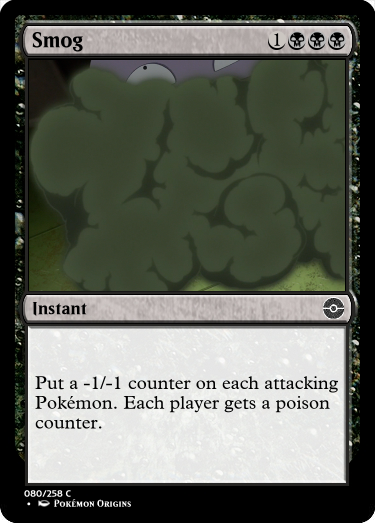 Smog
1
Instant
Put a -1/-1 counter on each attacking
Pokémon. Each player gets a poison
counter.
080/258 C
• Pokémon Origins